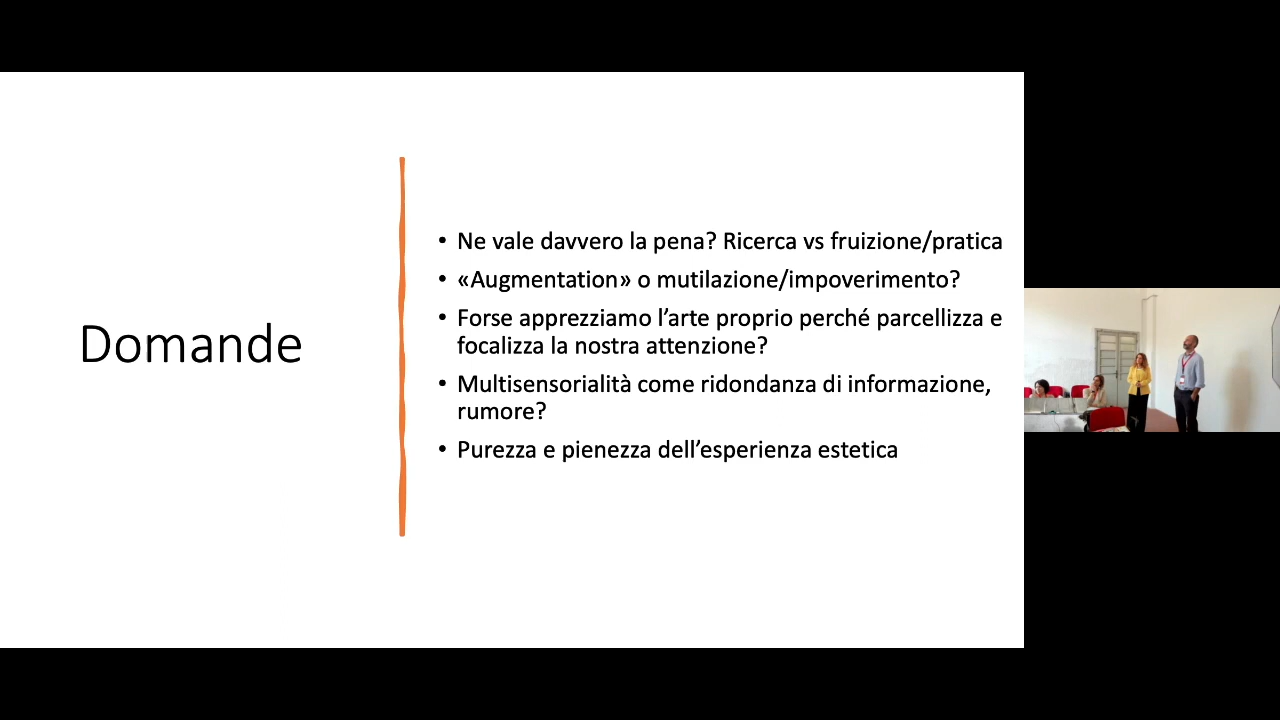 Domande
• Ne vale davvero la pena? Ricerca vs fruizione/pratica
• «Augmentation» o mutilazione/impoverimento?
• Forse apprezziamo l’arte proprio perché parcellizza e
focalizza la nostra attenzione?
• Multisensorialità come ridondanza di informazione,
rumore?
• Purezza e pienezza dell’esperienza estetica